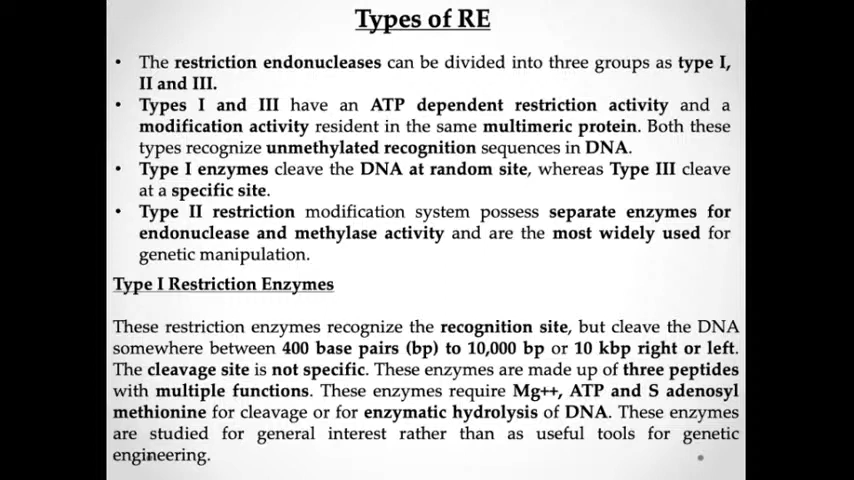 Types of RE
• The restriction endonucleases can be divided into three groups as type I,
II and III.
• Types I and III have an ATP dependent restriction activity and a
modification activity resident in the same multimeric protein. Both these
types recognize unmethylated recognition sequences in DNA.
• Type I enzymes cleave the DNA at random site, whereas Type III cleave
at a specific site.
• Type II restriction modification system possess separate enzymes for
endonuclease and methylase activity and are the most widely used for
genetic manipulation.
Type I Restriction Enzymes
These restriction enzymes recognize the recognition site, but cleave the DNA
somewhere between 400 base pairs (bp) to 10,000 bp or 10 kbp right or left.
The cleavage site is not specific. These enzymes are made up of three peptides
with multiple functions. These enzymes require Mg++, ATP and S adenosyl
methionine for cleavage or for enzymatic hydrolysis of DNA. These enzymes
are studied for general interest rather than as useful tools for genetic
engineering.